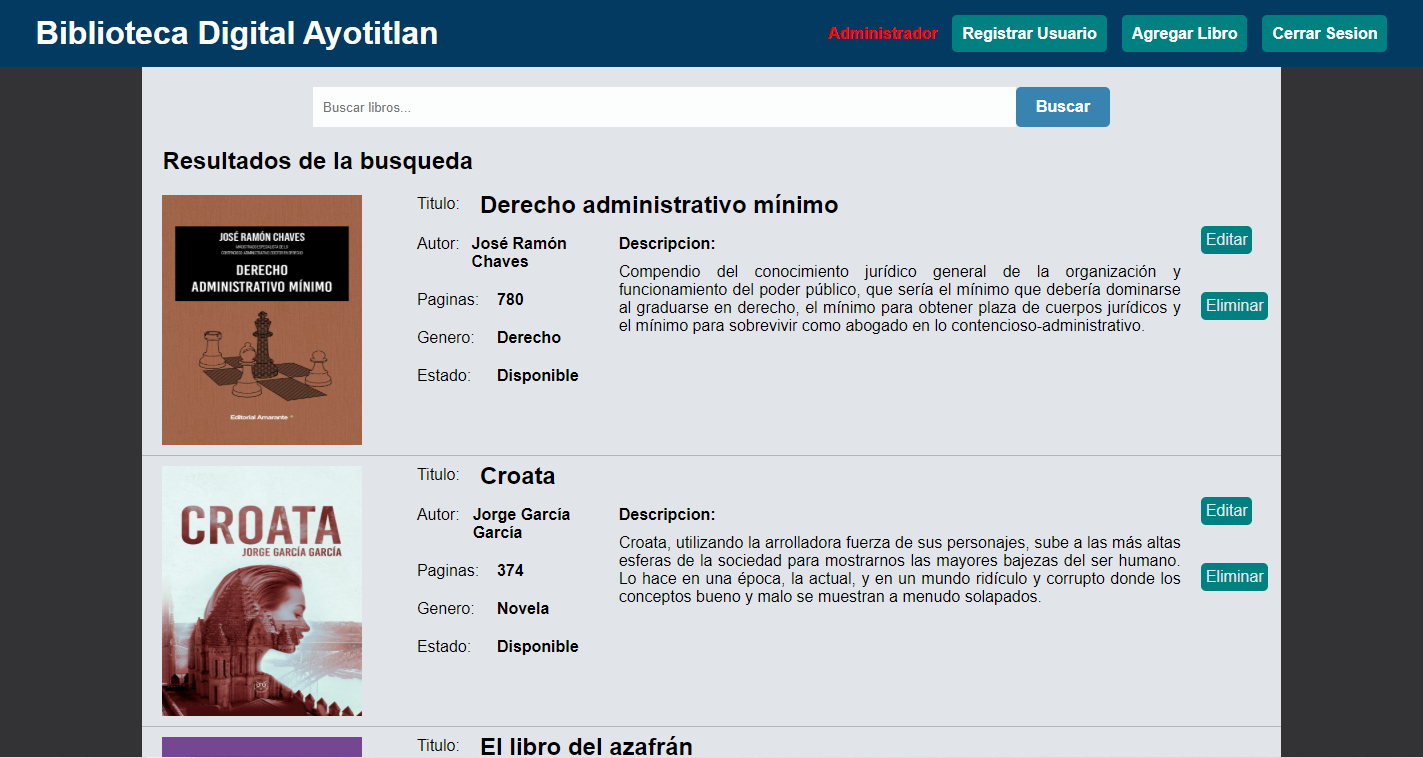 Biblioteca Digital Ayotitlan
Administrador
Registrar Usuario
Agregar Libro
Cerrar Sesion
Buscar libros...
Buscar
Resultados de la busqueda
JOSÉ RAMÓN CHAVES
DERECHO
ADMINISTRATIVO MÍNIMO
Editorial Amarante
Titulo: Derecho administrativo mínimo
Autor: José Ramón
Chaves
Paginas: 780
Genero: Derecho
Estado: Disponible
Descripcion:
Compendio del conocimiento jurídico general de la organización y
funcionamiento del poder público, que sería el mínimo que debería dominarse
al graduarse en derecho, el mínimo para obtener plaza de cuerpos jurídicos y
el mínimo para sobrevivir como abogado en lo contencioso-administrativo.
Editar
Eliminar
CROATA
JORGE GARCÍA GARCÍA
Titulo: Croata
Autor: Jorge García
García
Paginas: 374
Genero: Novela
Estado: Disponible
Descripcion:
Croata, utilizando la arrolladora fuerza de sus personajes, sube a las más altas
esferas de la sociedad para mostrarnos las mayores bajezas del ser humano.
Lo hace en una época, la actual, y en un mundo ridículo y corrupto donde los
conceptos bueno y malo se muestran a menudo solapados.
Editar
Eliminar
Titulo: El libro del azafrán